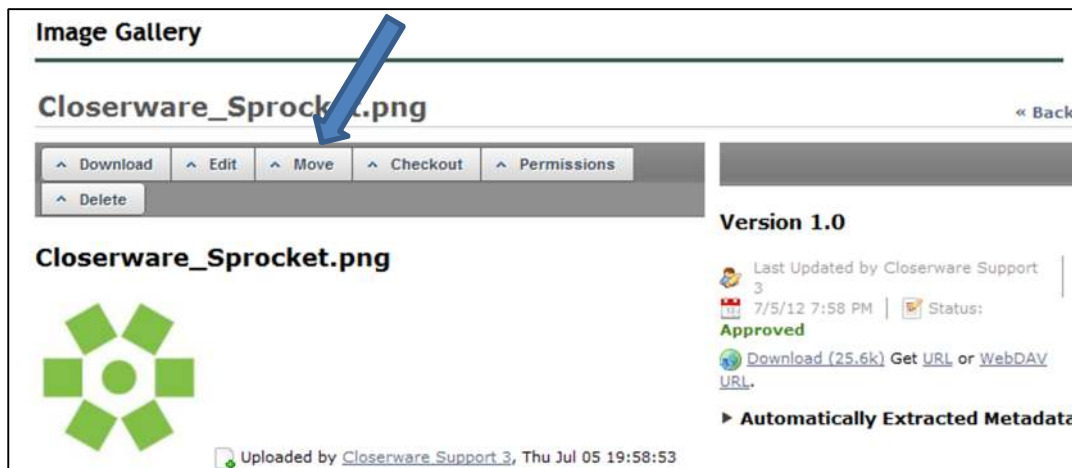 Image Gallery
Closerware_Sprocket.png
« Back
Download Edit Move Checkout Permissions
Delete
Closerware_Sprocket.png
Uploaded by Closerware Support 3, Thu Jul 05 19:58:53
Version 1.0
Last Updated by Closerware Support
3
7/5/12 7:58 PM | Status:
Approved
Download (25.6k) Get URL or WebDAV
URL.
Automatically Extracted Metadata